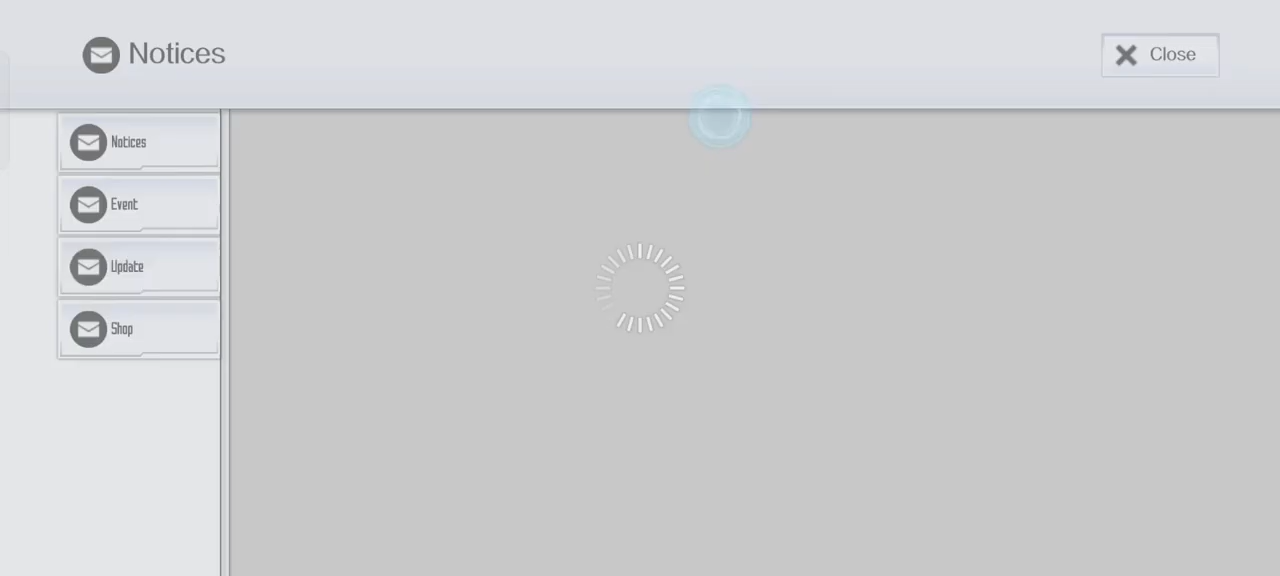 Notices
Close
Notices
Event
Update
Shop